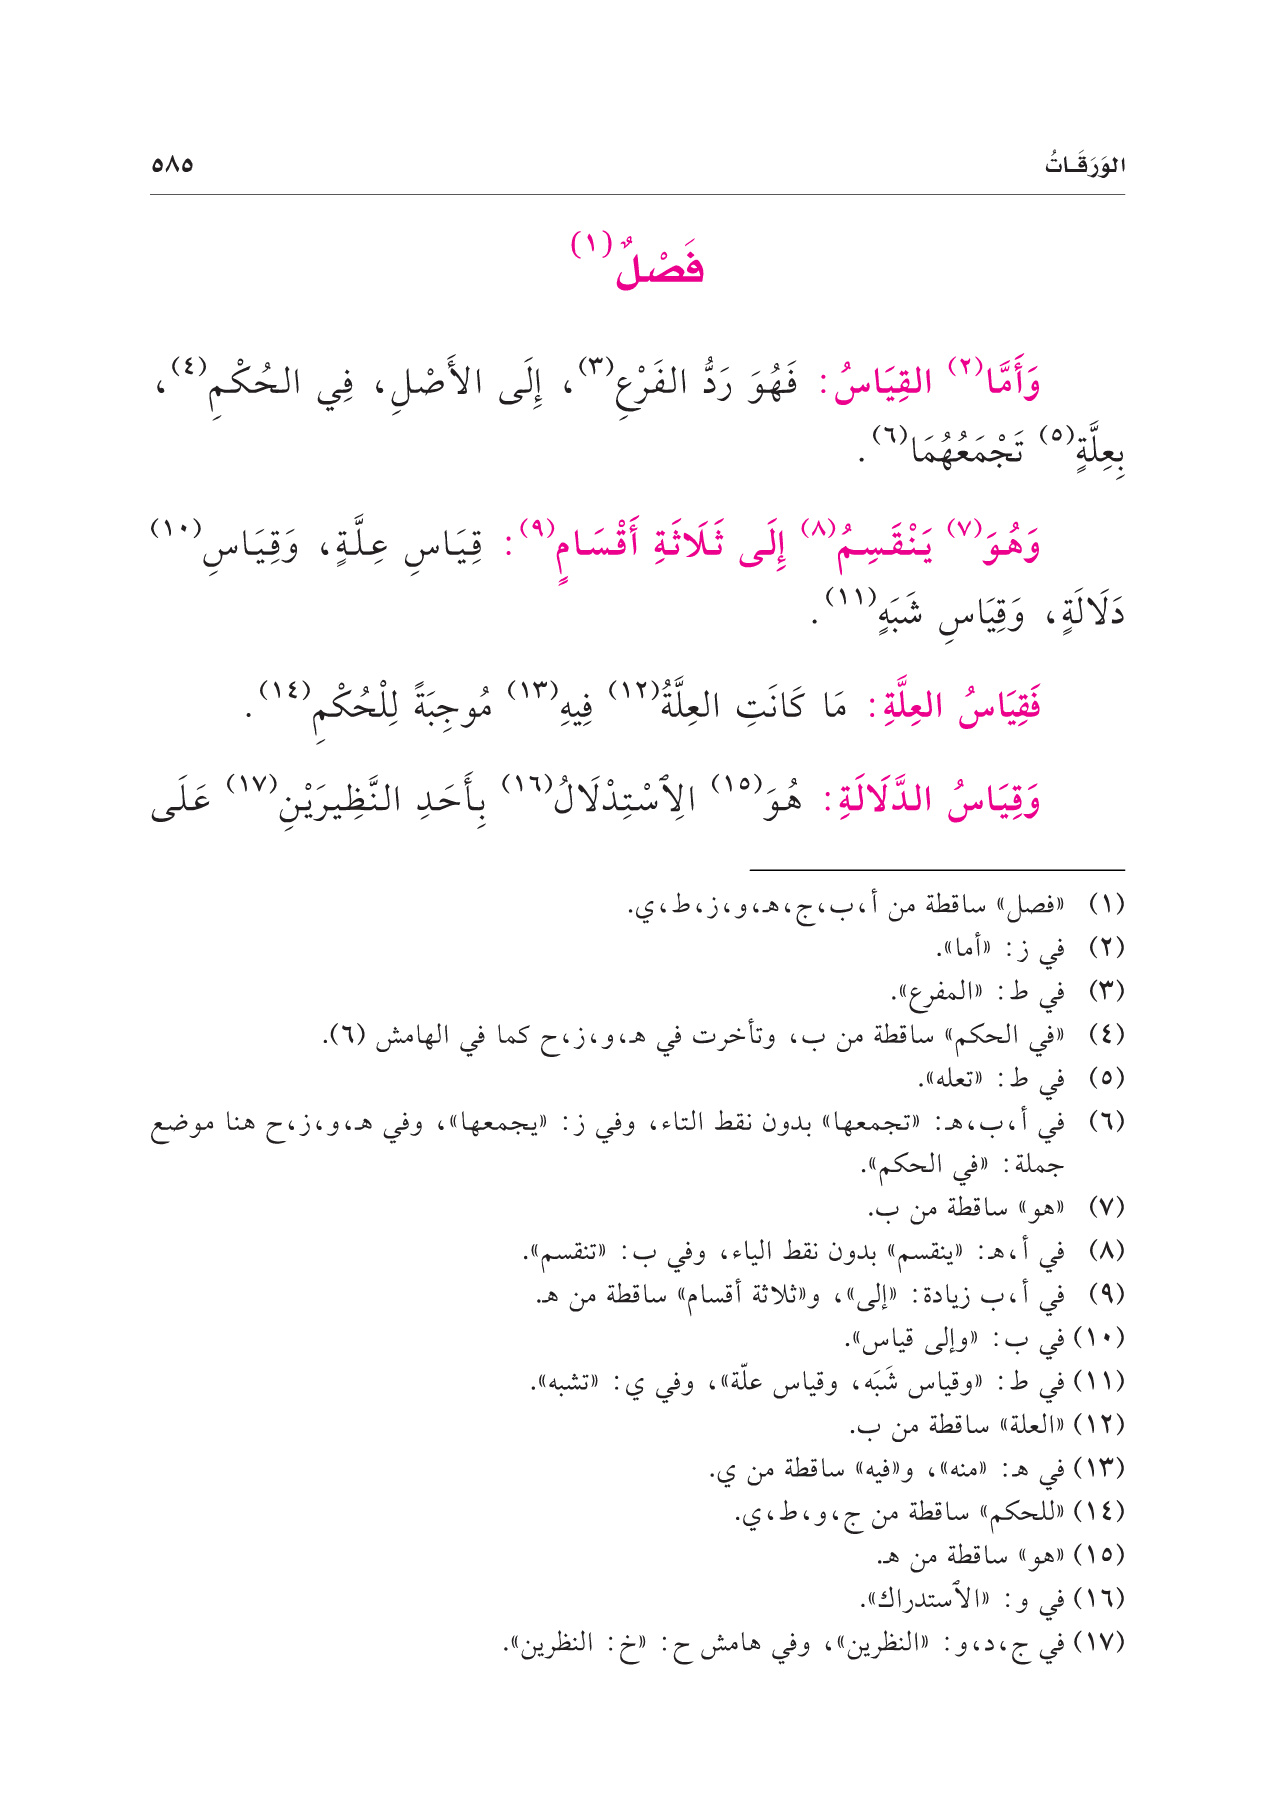 الوَرَقَاتُ ٥٨٥
فَصْلٌ(١)
وَأَمَّا(٢) القِيَاسُ: فَهُوَ رَدُّ الفَرْعِ(٣)، إِلَى الأَصْلِ، فِي الحُكْمِ(٤)،
بِعِلَّةٍ(٥) تَجْمَعُهُمَا(٦).
وَهُوَ(٧) يَنْقَسِمُ(٨) إِلَى ثَلَاثَةِ أَقْسَامٍ(٩): قِيَاسِ عِلَّةٍ، وَقِيَاسِ(١٠)
دَلَالَةٍ، وَقِيَاسِ شَبَهٍ(١١).
فَقِيَاسُ العِلَّةِ: مَا كَانَتِ العِلَّةُ(١٢) فِيهِ(١٣) مُوجِبَةً لِلْحُكْمِ(١٤).
وَقِيَاسُ الدَّلَالَةِ: هُوَ(١٥) الِٱسْتِدْلَالُ(١٦) بِأَحَدِ النَّظِيرَيْنِ(١٧) عَلَى
(١) «فصل» ساقطة من أ،ب،ج،هـ،و،ز،ط،ي.
(٢) في ز: «أما».
(٣) في ط: «المفرع».
(٤) «في الحكم» ساقطة من ب، وتأخرت في هـ،و،ز،ح كما في الهامش (٦).
(٥) في ط: «تعله».
(٦) في أ،ب،هـ: «تجمعها» بدون نقط التاء، وفي ز: «يجمعها»، وفي هـ،و،ز،ح هنا موضع
جملة: «في الحكم».
(٧) «هو» ساقطة من ب.
(٨) في أ،هـ: «ينقسم» بدون نقط الياء، وفي ب: «تنقسم».
(٩) في أ،ب زيادة: «إلى»، و«ثلاثة أقسام» ساقطة من هـ.
(١٠) في ب: «وإلى قياس».
(١١) في ط: «وقياس شَبَه، وقياس علّة»، وفي ي: «تشبه».
(١٢) «العلة» ساقطة من ب.
(١٣) في هـ: «منه»، و«فيه» ساقطة من ي.
(١٤) «للحكم» ساقطة من ج،و،ط،ي.
(١٥) «هو» ساقطة من هـ.
(١٦) في و: «الٱستدراك».
(١٧) في ج،د،و: «النظرين»، وفي هامش ح: «خ: النظرين».